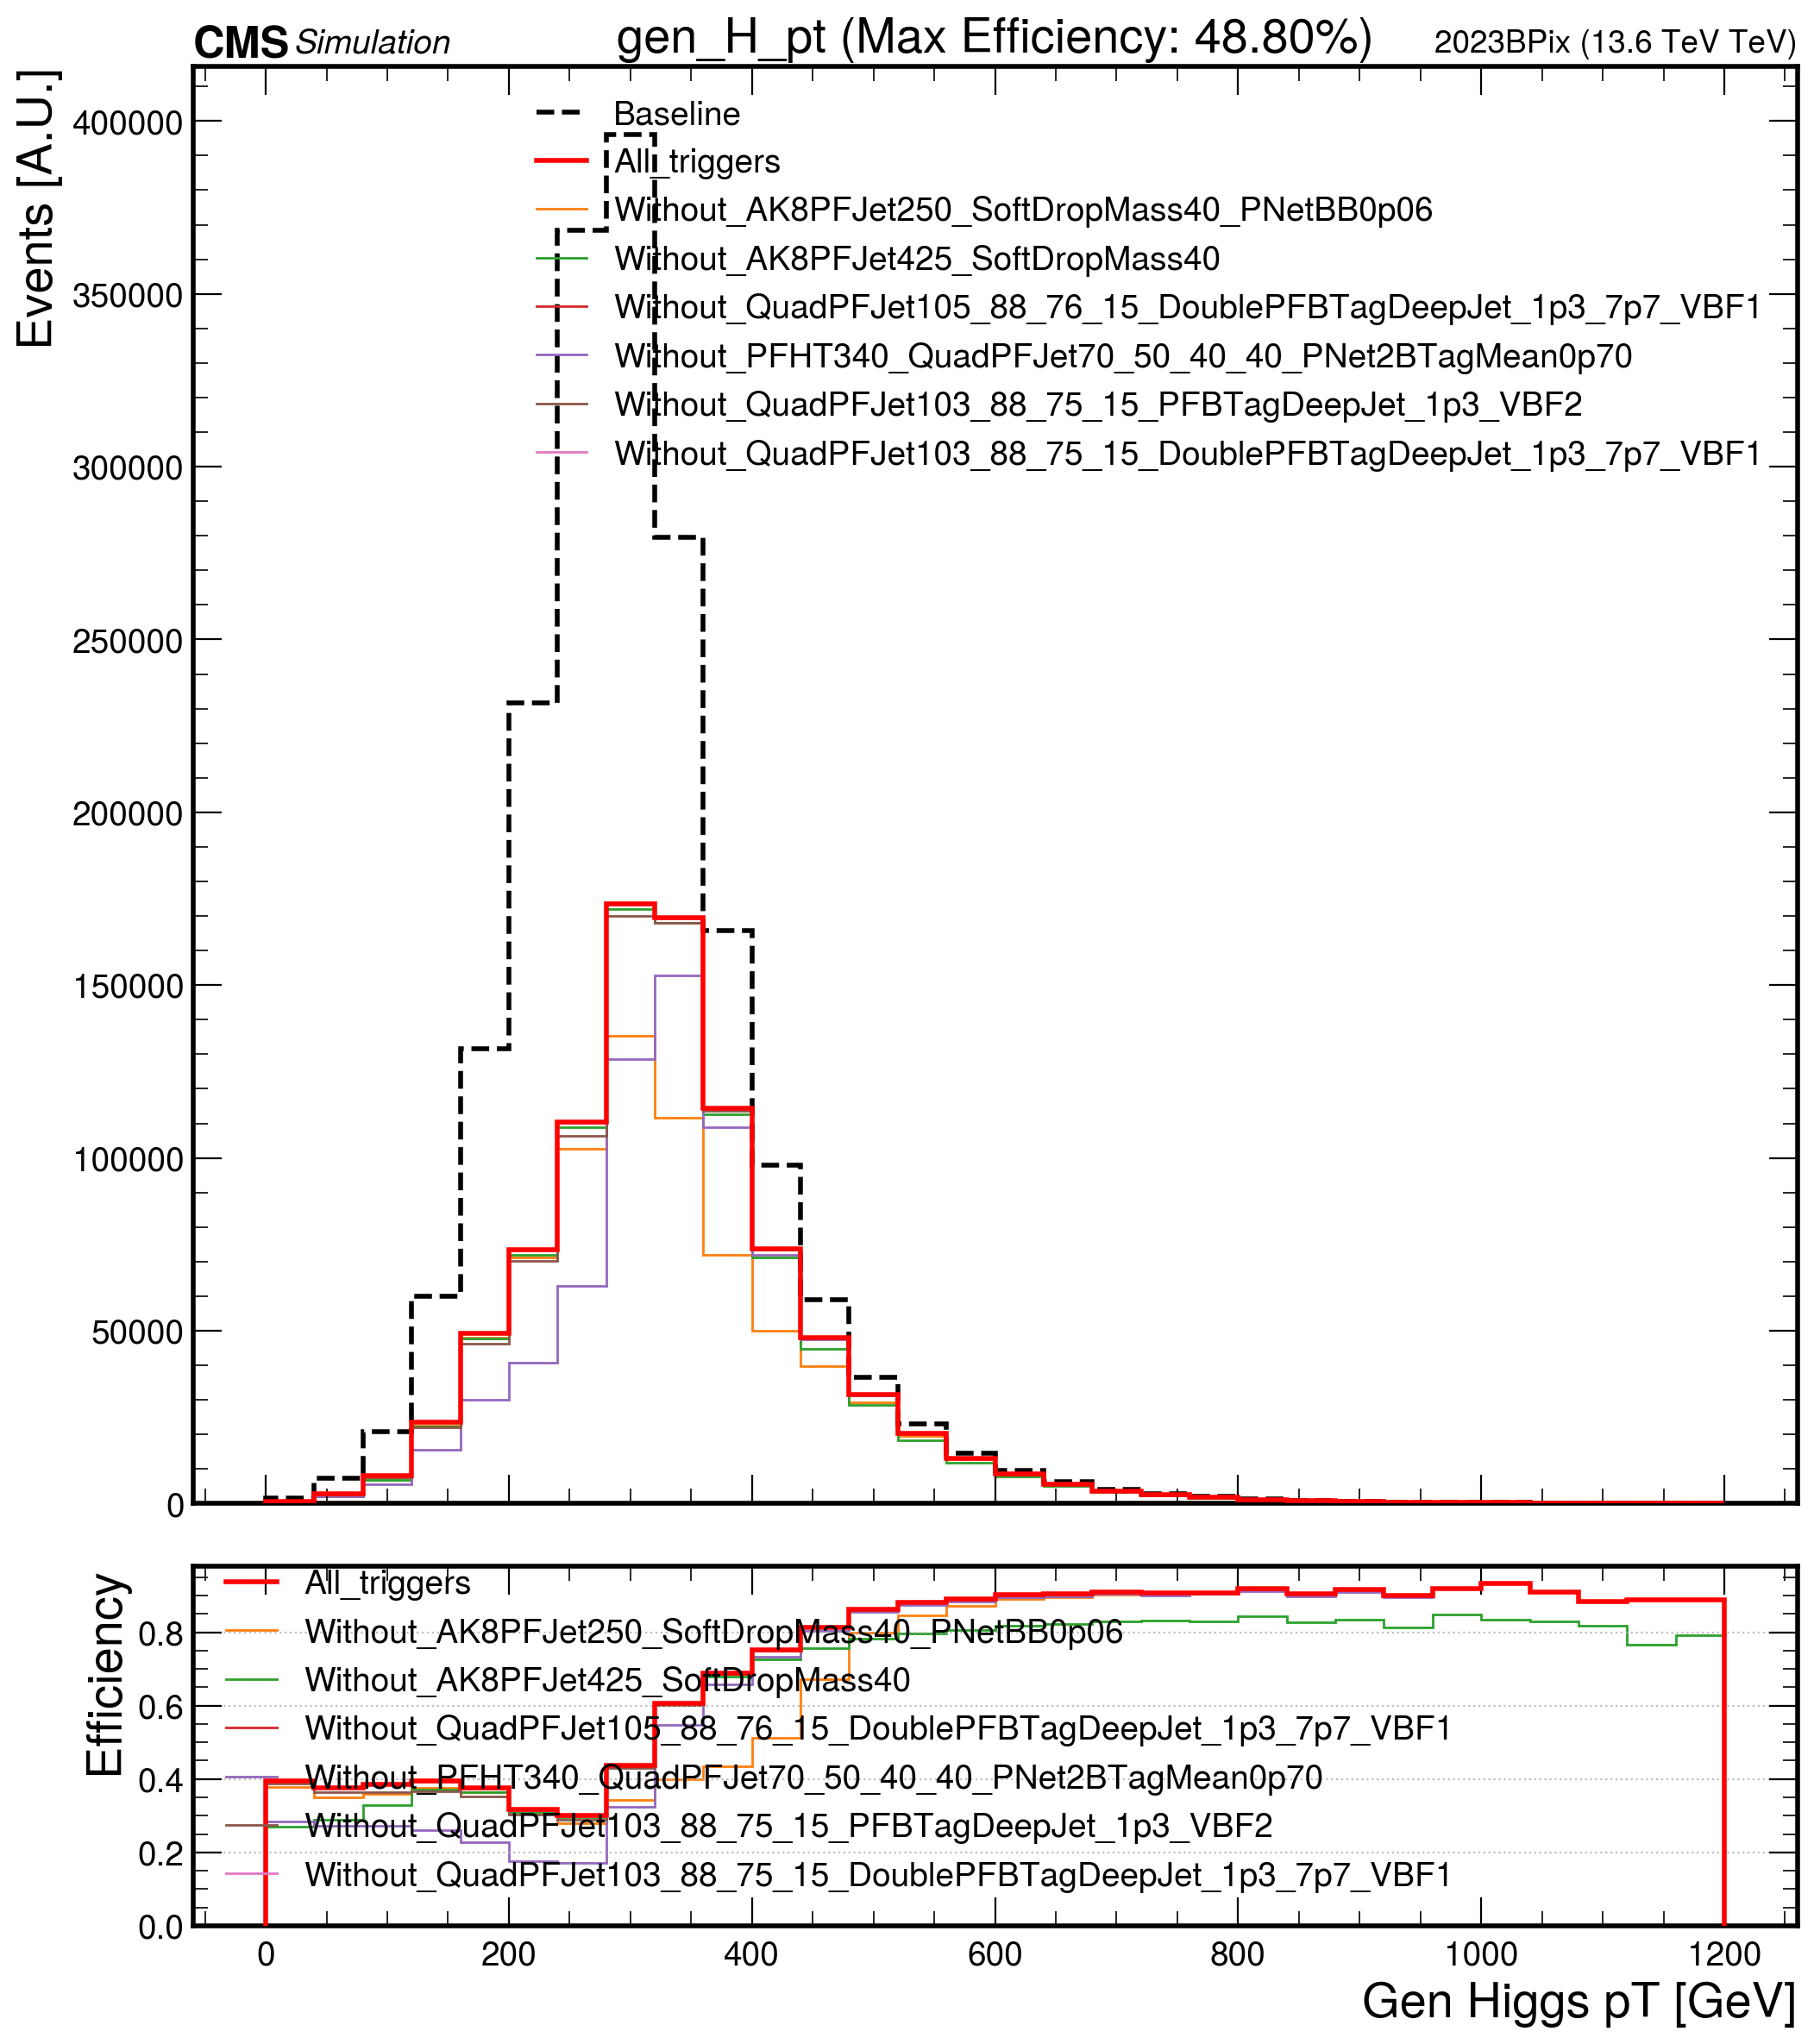 CMS Simulation gen_H_pt (Max Efficiency: 48.80%) 2023BPix (13.6 TeV TeV)
Events [A.U.]
400000
350000
300000
250000
200000
150000
100000
50000
0
Baseline
All_triggers
Without_AK8PFJet250_SoftDropMass40_PNetBB0p06
Without_AK8PFJet425_SoftDropMass40
Without_QuadPFJet105_88_76_15_DoublePFBTagDeepJet_1p3_7p7_VBF1
Without_PFHT340_QuadPFJet70_50_40_40_PNet2BTagMean0p70
Without_QuadPFJet103_88_75_15_PFBTagDeepJet_1p3_VBF2
Without_QuadPFJet103_88_75_15_DoublePFBTagDeepJet_1p3_7p7_VBF1
Efficiency
0.8
0.6
0.4
0.2
0.0
All_triggers
Without_AK8PFJet250_SoftDropMass40_PNetBB0p06
Without_AK8PFJet425_SoftDropMass40
Without_QuadPFJet105_88_76_15_DoublePFBTagDeepJet_1p3_7p7_VBF1
Without_PFHT340_QuadPFJet70_50_40_40_PNet2BTagMean0p70
Without_QuadPFJet103_88_75_15_PFBTagDeepJet_1p3_VBF2
Without_QuadPFJet103_88_75_15_DoublePFBTagDeepJet_1p3_7p7_VBF1
0 200 400 600 800 1000 1200
Gen Higgs pT [GeV]